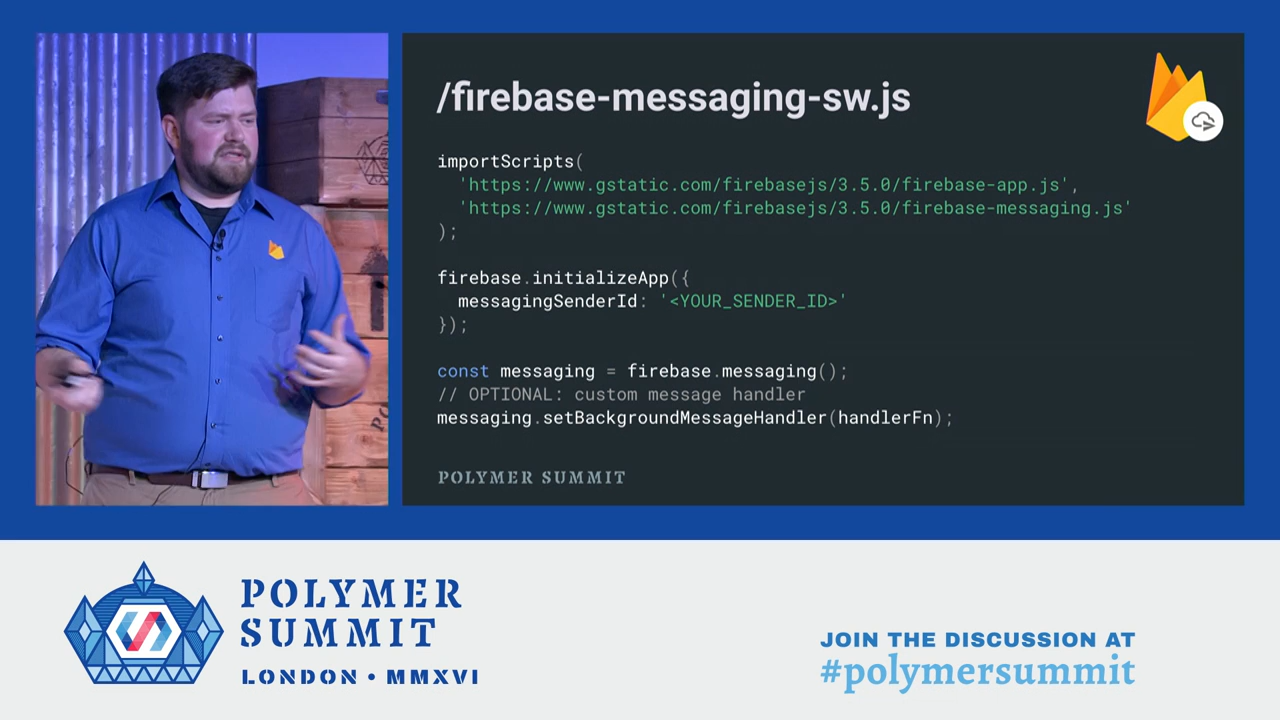 /firebase-messaging-sw.js
importScripts(
'https://www.gstatic.com/firebasejs/3.5.0/firebase-app.js',
'https://www.gstatic.com/firebasejs/3.5.0/firebase-messaging.js'
);
firebase.initializeApp({
messagingSenderId: '<YOUR_SENDER_ID>'
});
const messaging = firebase.messaging();
// OPTIONAL: custom message handler
messaging.setBackgroundMessageHandler(handlerFn);
POLYMER SUMMIT
POLYMER
SUMMIT
LONDON • MMXVI
JOIN THE DISCUSSION AT
#polymersummit